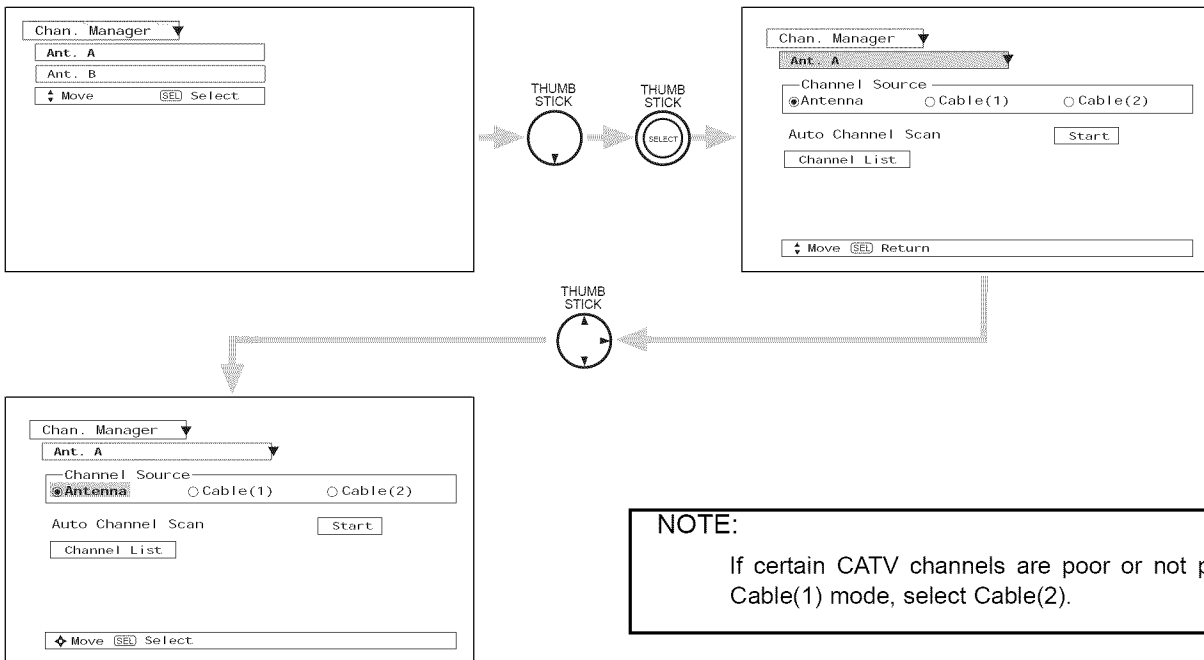 Chan. Manager
Ant. A
Ant. B
Move SEL Select
THUMB
STICK
THUMB
STICK
SELECT
Chan. Manager
Ant. A
Channel Source
Antenna Cable(1) Cable(2)
Auto Channel Scan Start
Channel List
Move SEL Return
THUMB
STICK
Chan. Manager
Ant. A
Channel Source
Antenna Cable(1) Cable(2)
Auto Channel Scan Start
Channel List
Move SEL Select
NOTE:
If certain CATV channels are poor or not
Cable(1) mode, select Cable(2).